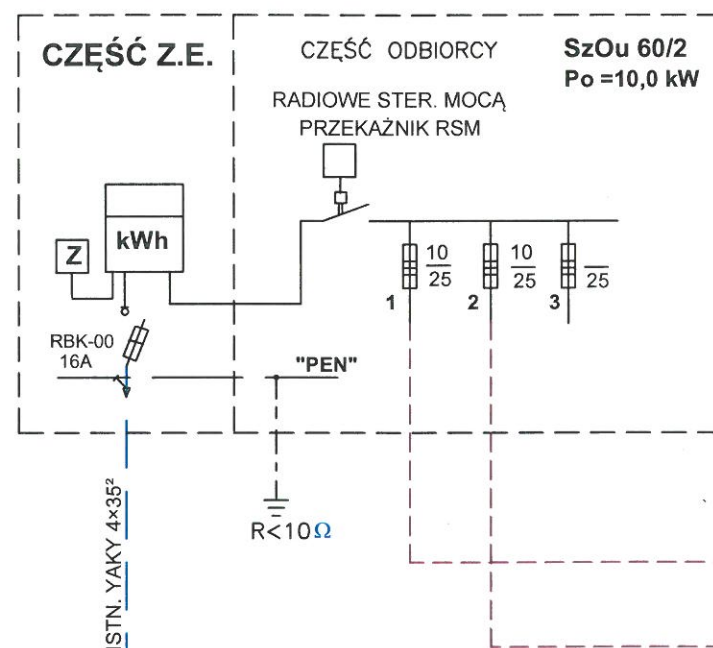 CZĘŚĆ Z.E.
CZĘŚĆ ODBIORCY
SzOu 60/2
Po =10,0 kW
RADIOWE STER. MOCĄ
PRZEKAŻNIK RSM
kWh
Z
10
25
10
25
25
1
2
3
RBK-00
16A
"PEN"
R<10Ω
ISTN. YAKY 4×35²